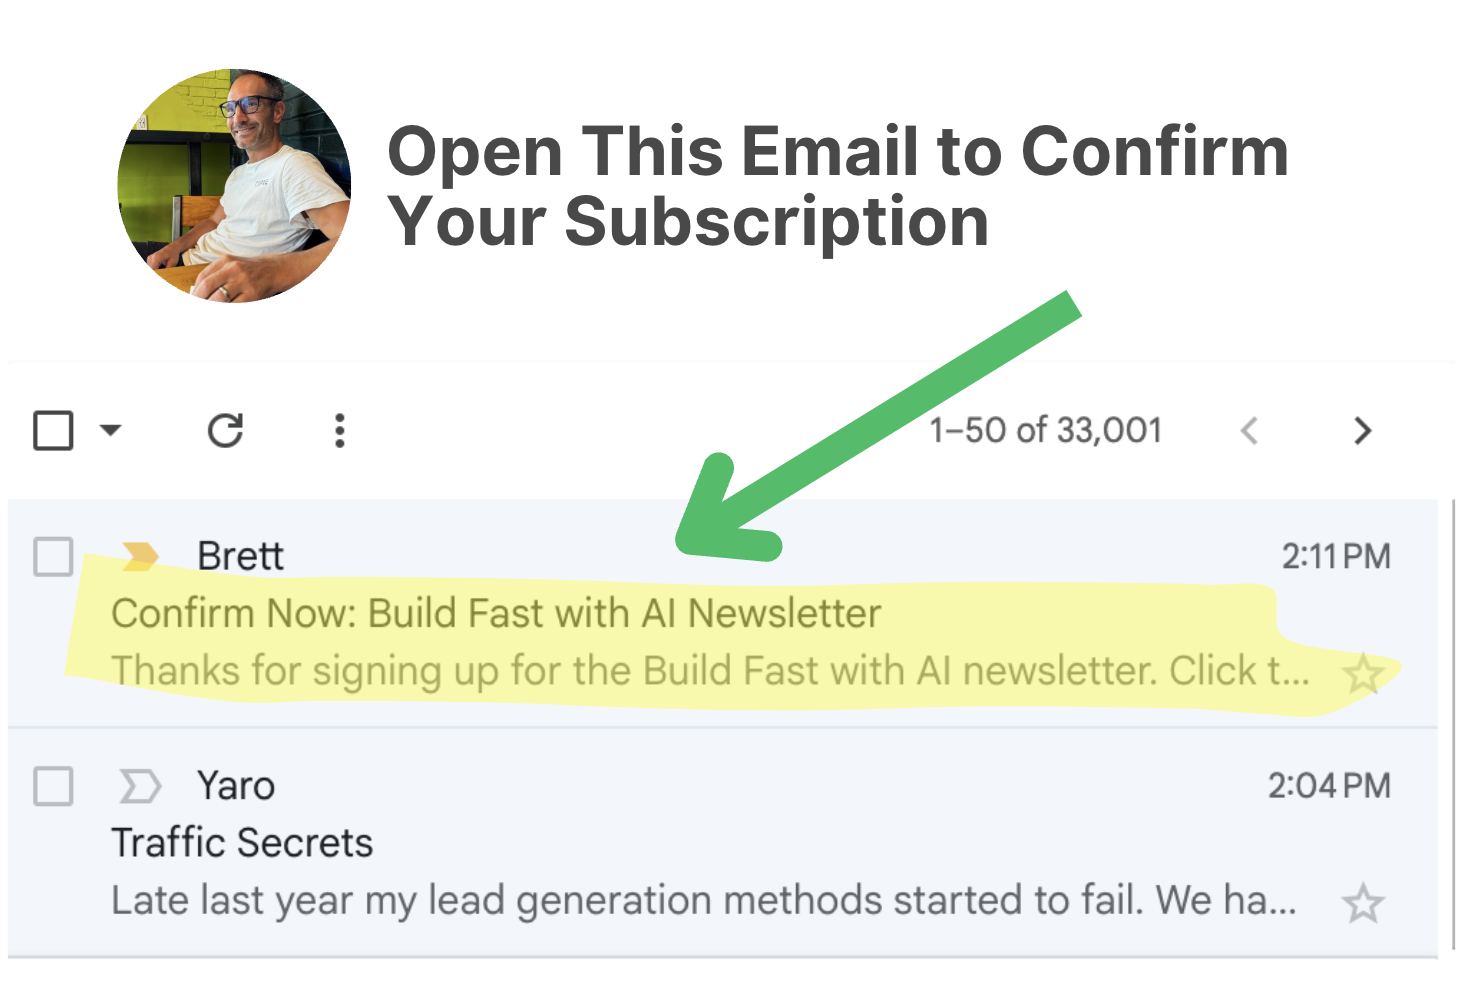 Open This Email to Confirm
Your Subscription
1–50 of 33,001
Brett
2:11 PM
Confirm Now: Build Fast with AI Newsletter
Thanks for signing up for the Build Fast with AI newsletter. Click t...
Yaro
2:04 PM
Traffic Secrets
Late last year my lead generation methods started to fail. We ha...